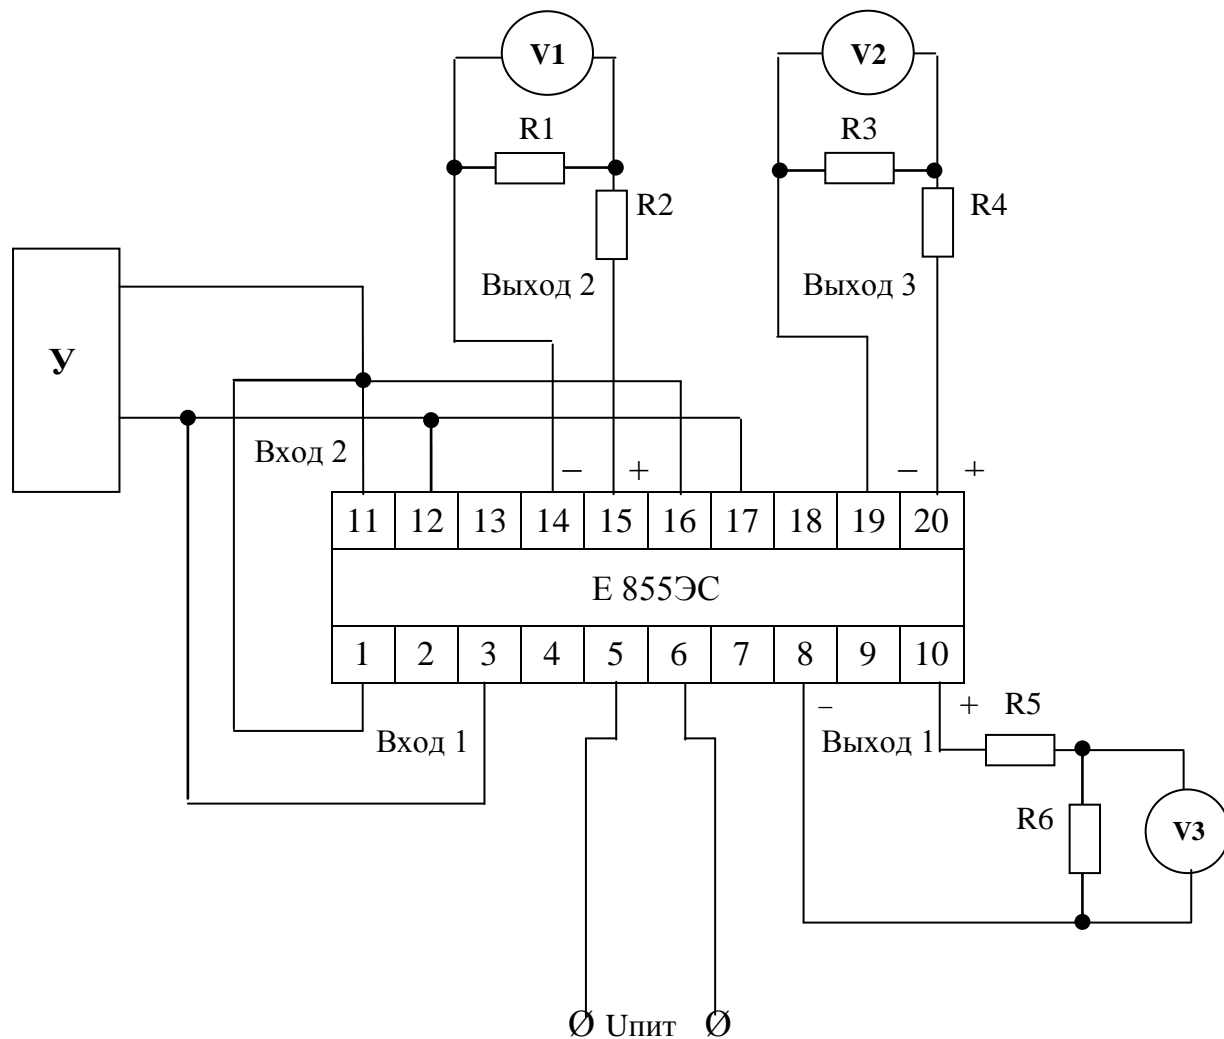 V1
V2
R1
R3
R2
R4
Выход 2
Выход 3
У
Вход 2
– + – +
11 12 13 14 15 16 17 18 19 20
Е 855ЭС
1 2 3 4 5 6 7 8 9 10
– + R5
Вход 1
Выход 1
R6
V3
Ø Uпит Ø